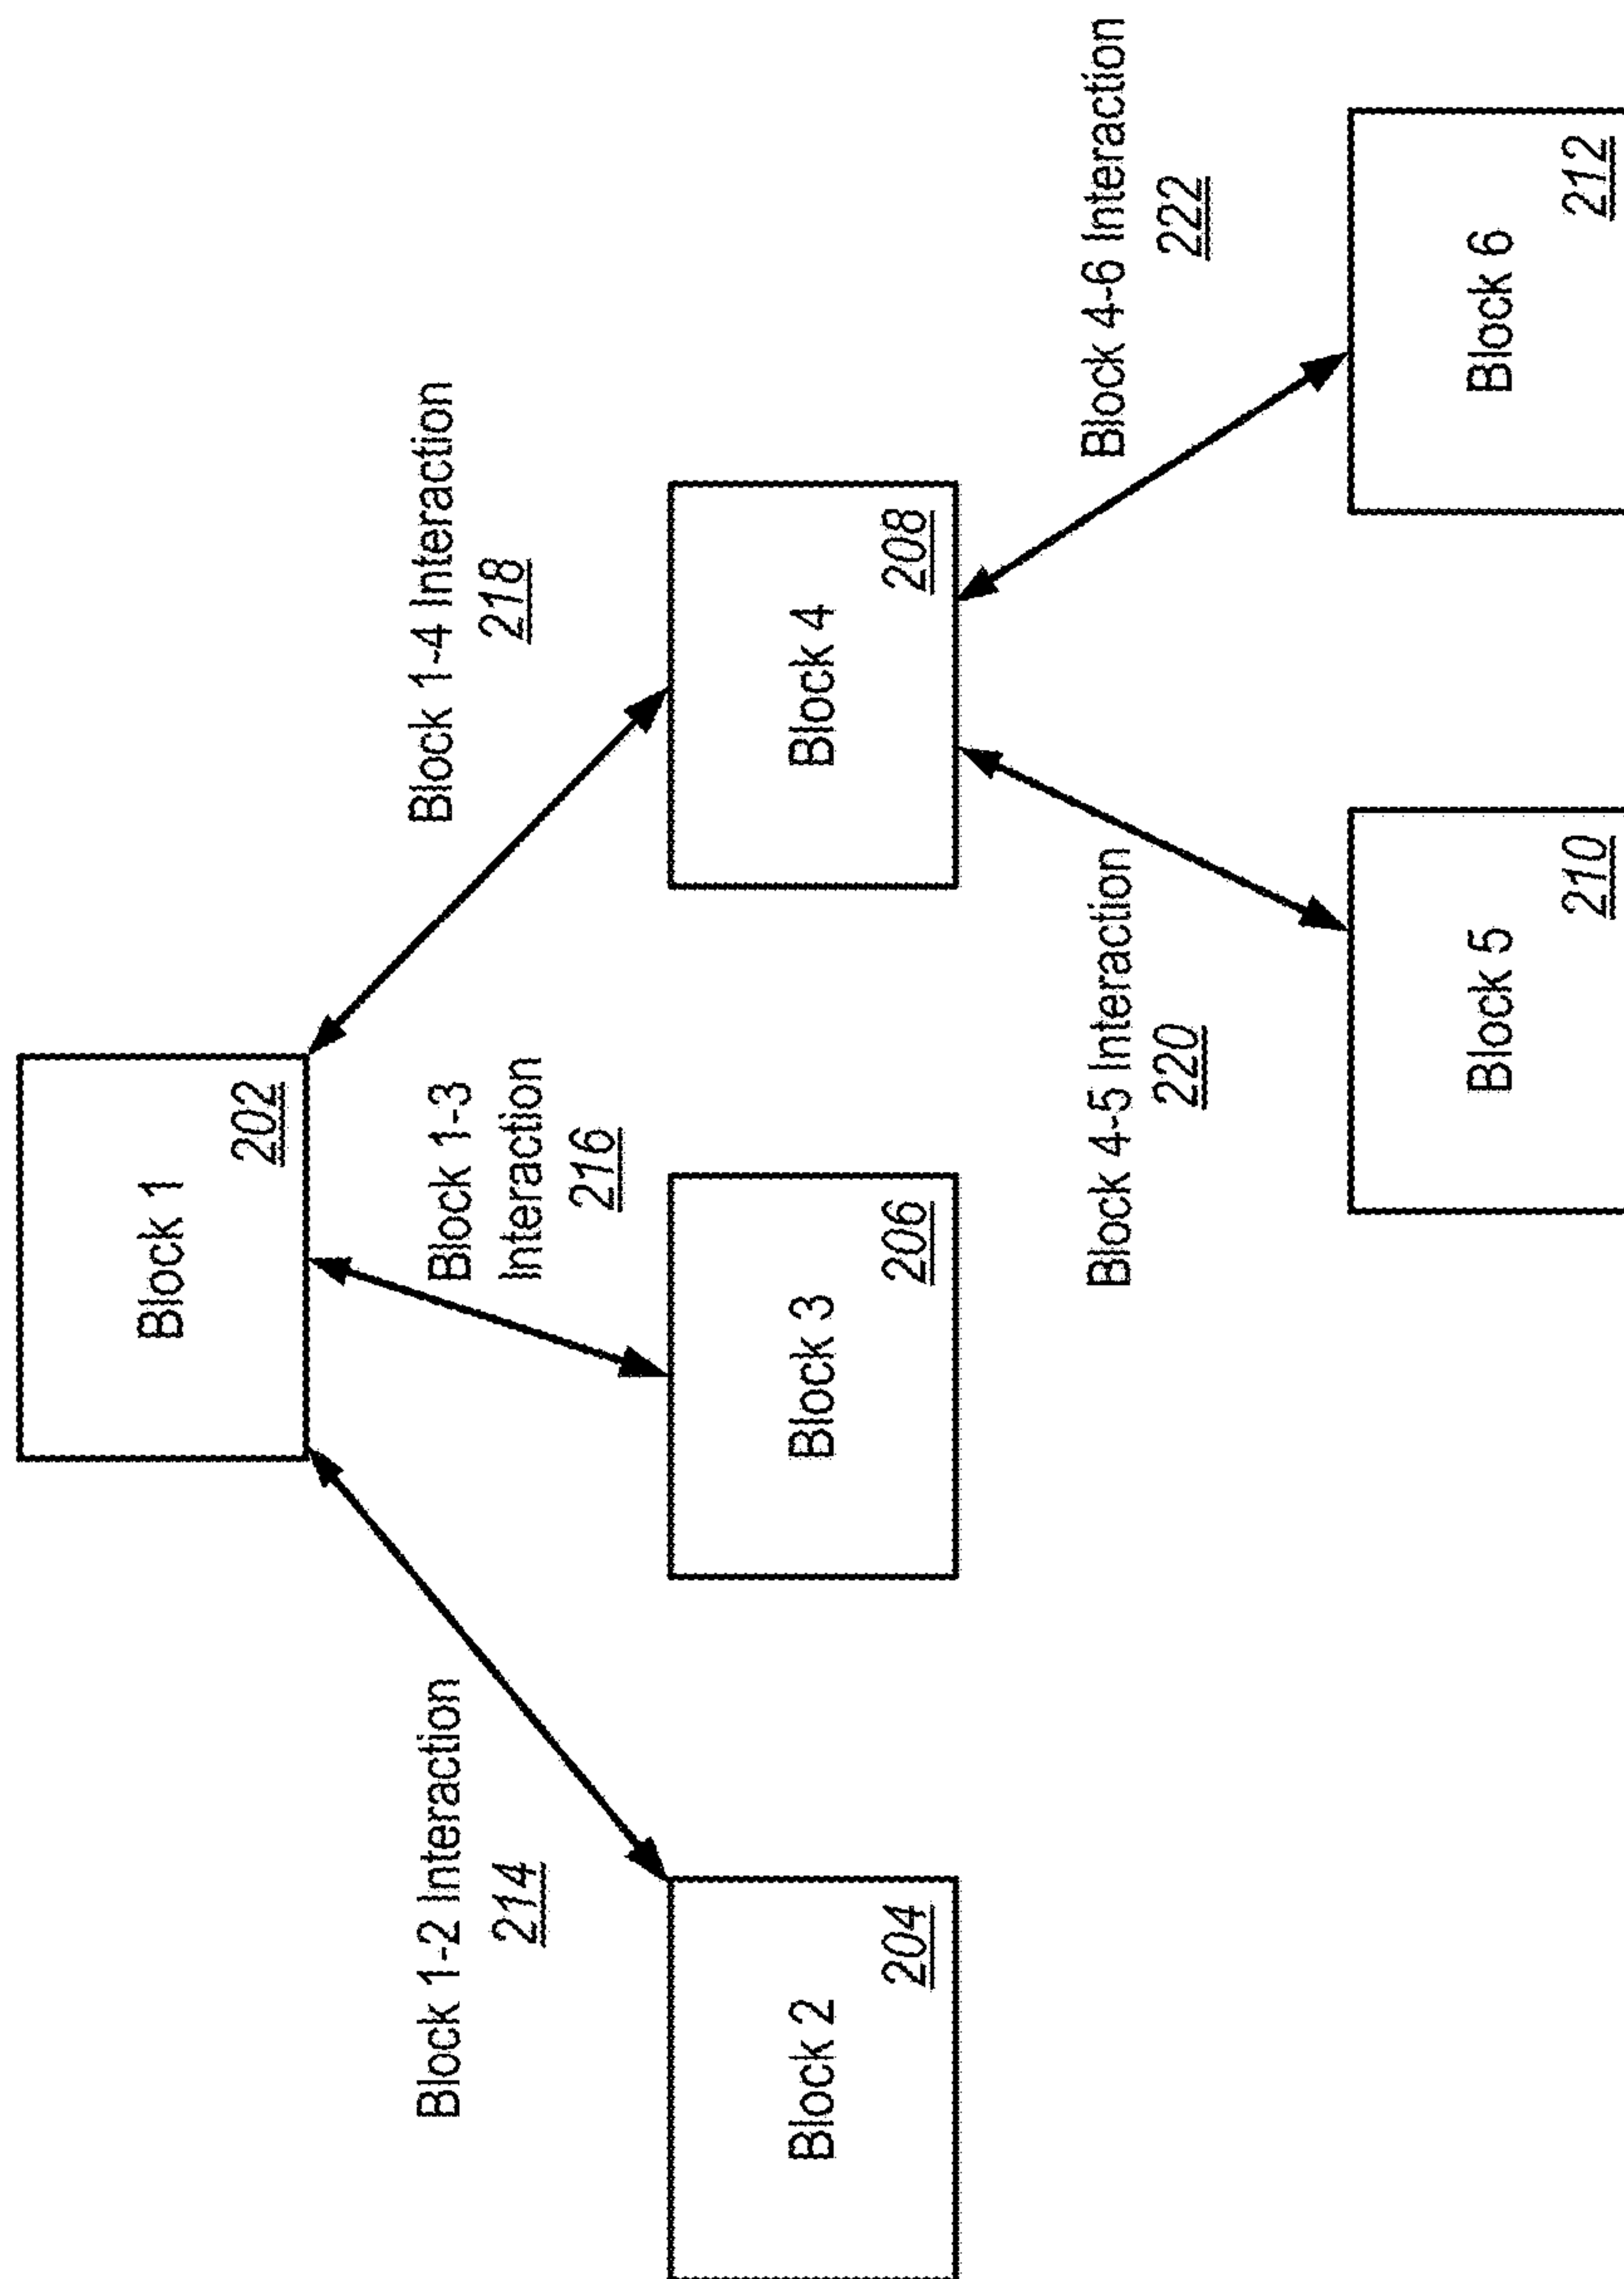 Block 1
202
Block 1-2 Interaction
214
Block 1-3
Interaction
216
Block 1-4 Interaction
218
Block 2
204
Block 3
206
Block 4
208
Block 4-5 Interaction
220
Block 4-6 Interaction
222
Block 5
210
Block 6
212